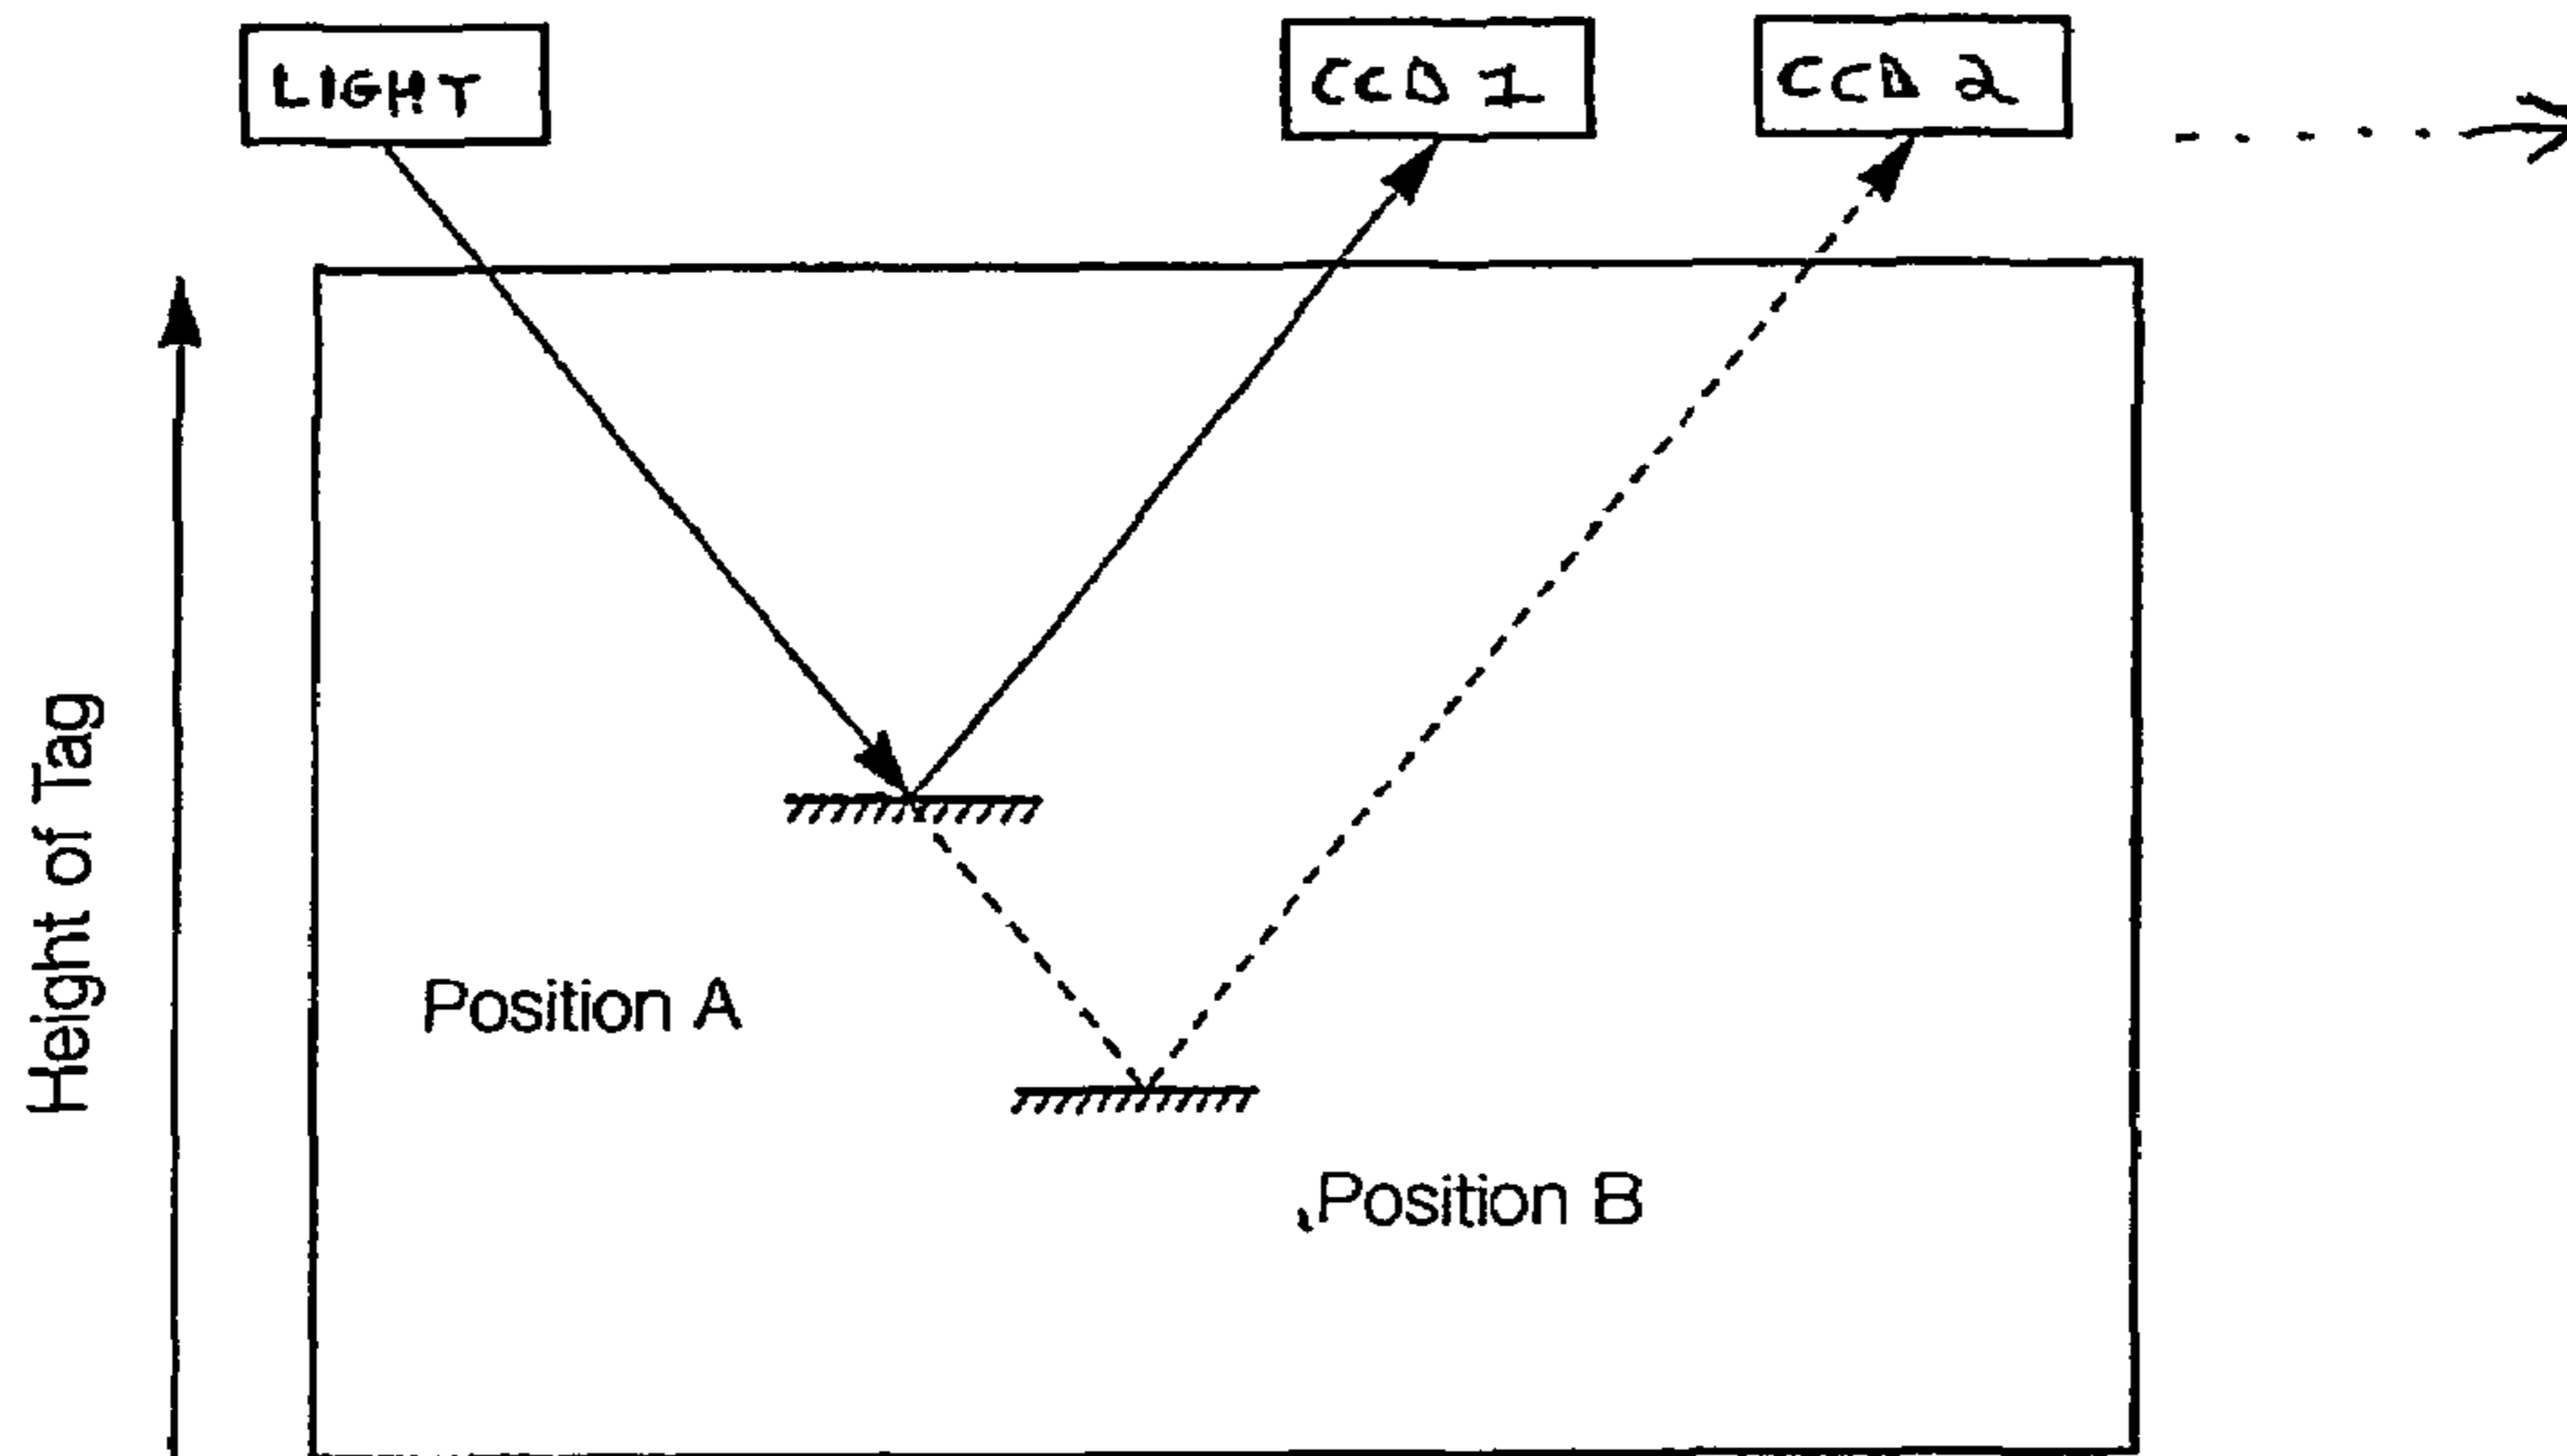 LIGHT
CCD 1
CCD 2
Height of Tag
Position A
Position B